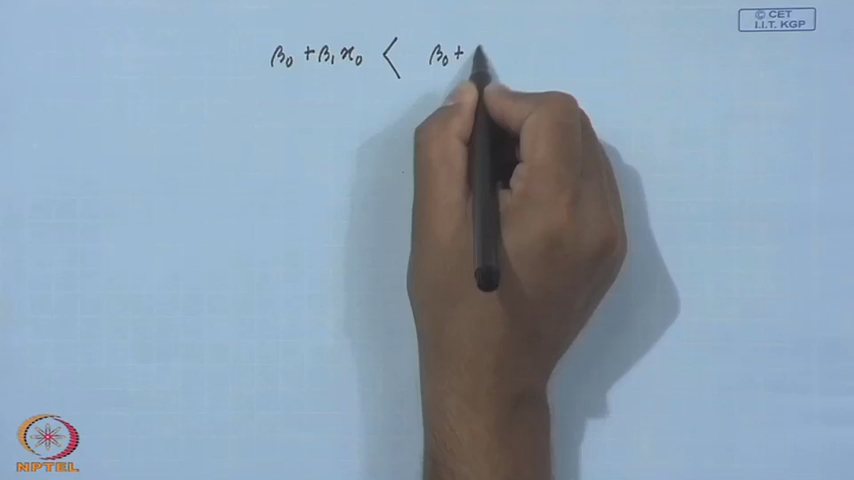 β₀ + β₁x₀ < β₀ +
© CET
I.I.T. KGP
NPTEL